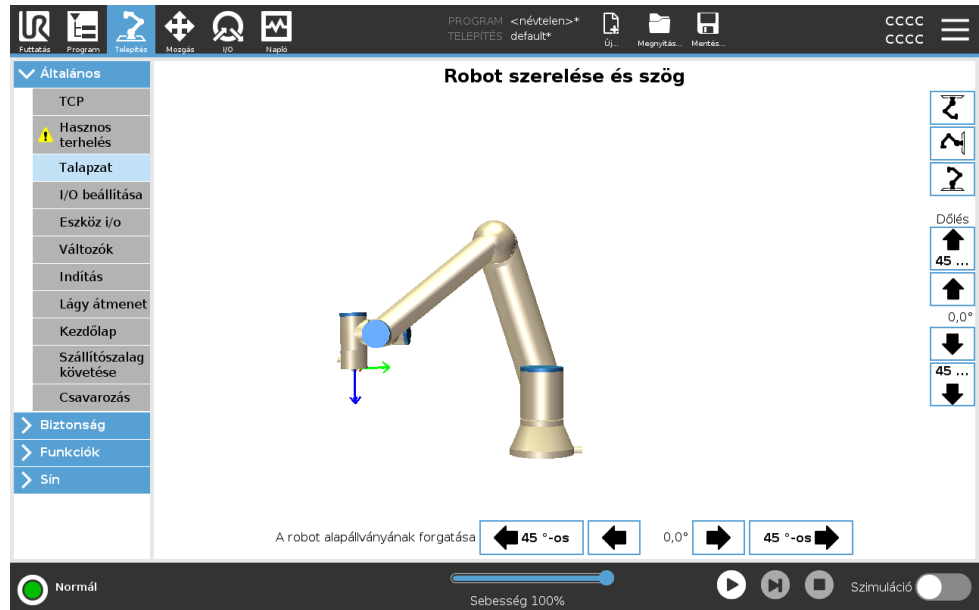 UR
Futtatás
Program
Telepítés
Mozgás
I/O
Napló
PROGRAM <névtelen>*
TELEPÍTÉS default*
Új...
Megnyitás...
Mentés...
CCCC
CCCC
Általános
TCP
Hasznos
terhelés
Talapzat
I/O beállítása
Eszköz i/o
Változók
Indítás
Lágy átmenet
Kezdőlap
Szállítószalag
követése
Csavarozás
Biztonság
Funkciók
Sín
Robot szerelése és szög
Dőlés
45 ...
0,0°
45 ...
A robot alapállványának forgatása
45 °-os
0,0°
45 °-os
Normál
Sebesség 100%
Szimuláció